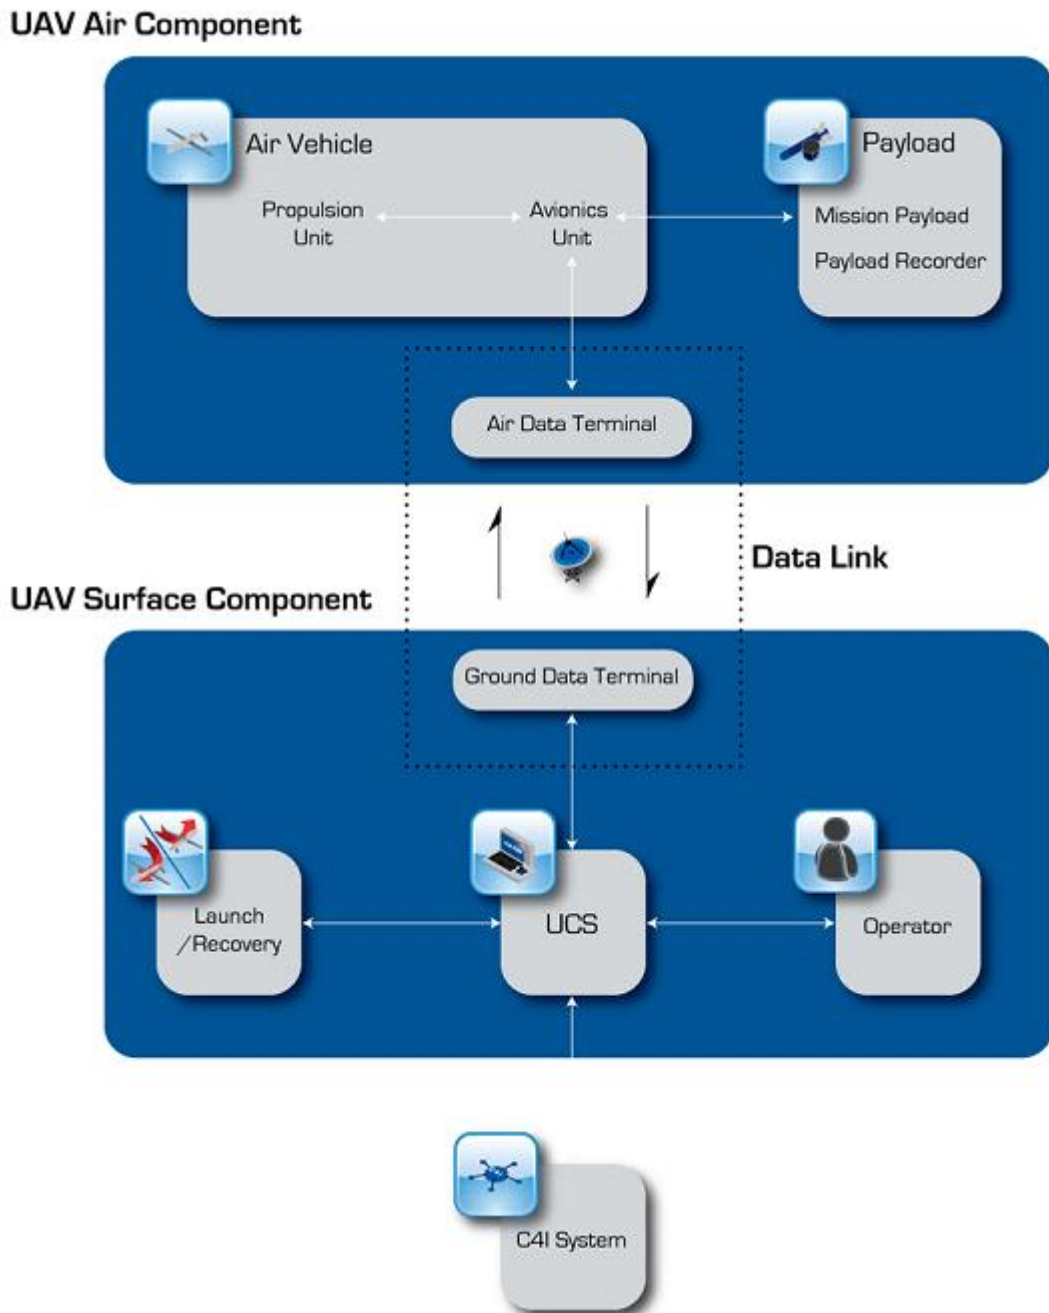 UAV Air Component
Air Vehicle
Payload
Propulsion
Unit
Avionics
Unit
Mission Payload
Payload Recorder
Air Data Terminal
Data Link
UAV Surface Component
Ground Data Terminal
Launch
/Recovery
UCS
Operator
C4I System